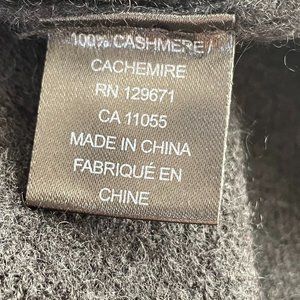 100% CASHMERE/
CACHEMIRE
RN 129671
CA 11055
MADE IN CHINA
FABRIQUÉ EN
CHINE